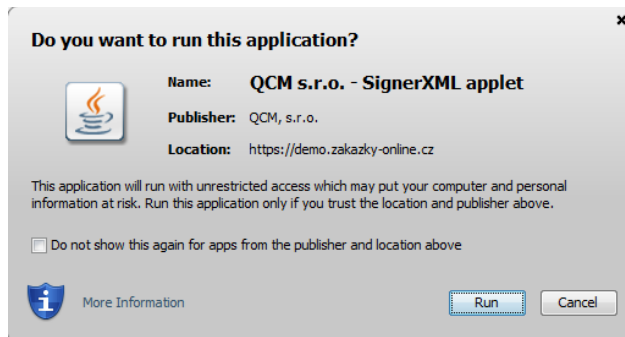 Do you want to run this application?
Name: QCM s.r.o. - SignerXML applet
Publisher: QCM, s.r.o.
Location: https://demo.zakazky-online.cz
This application will run with unrestricted access which may put your computer and personal
information at risk. Run this application only if you trust the location and publisher above.
Do not show this again for apps from the publisher and location above
More Information Run Cancel